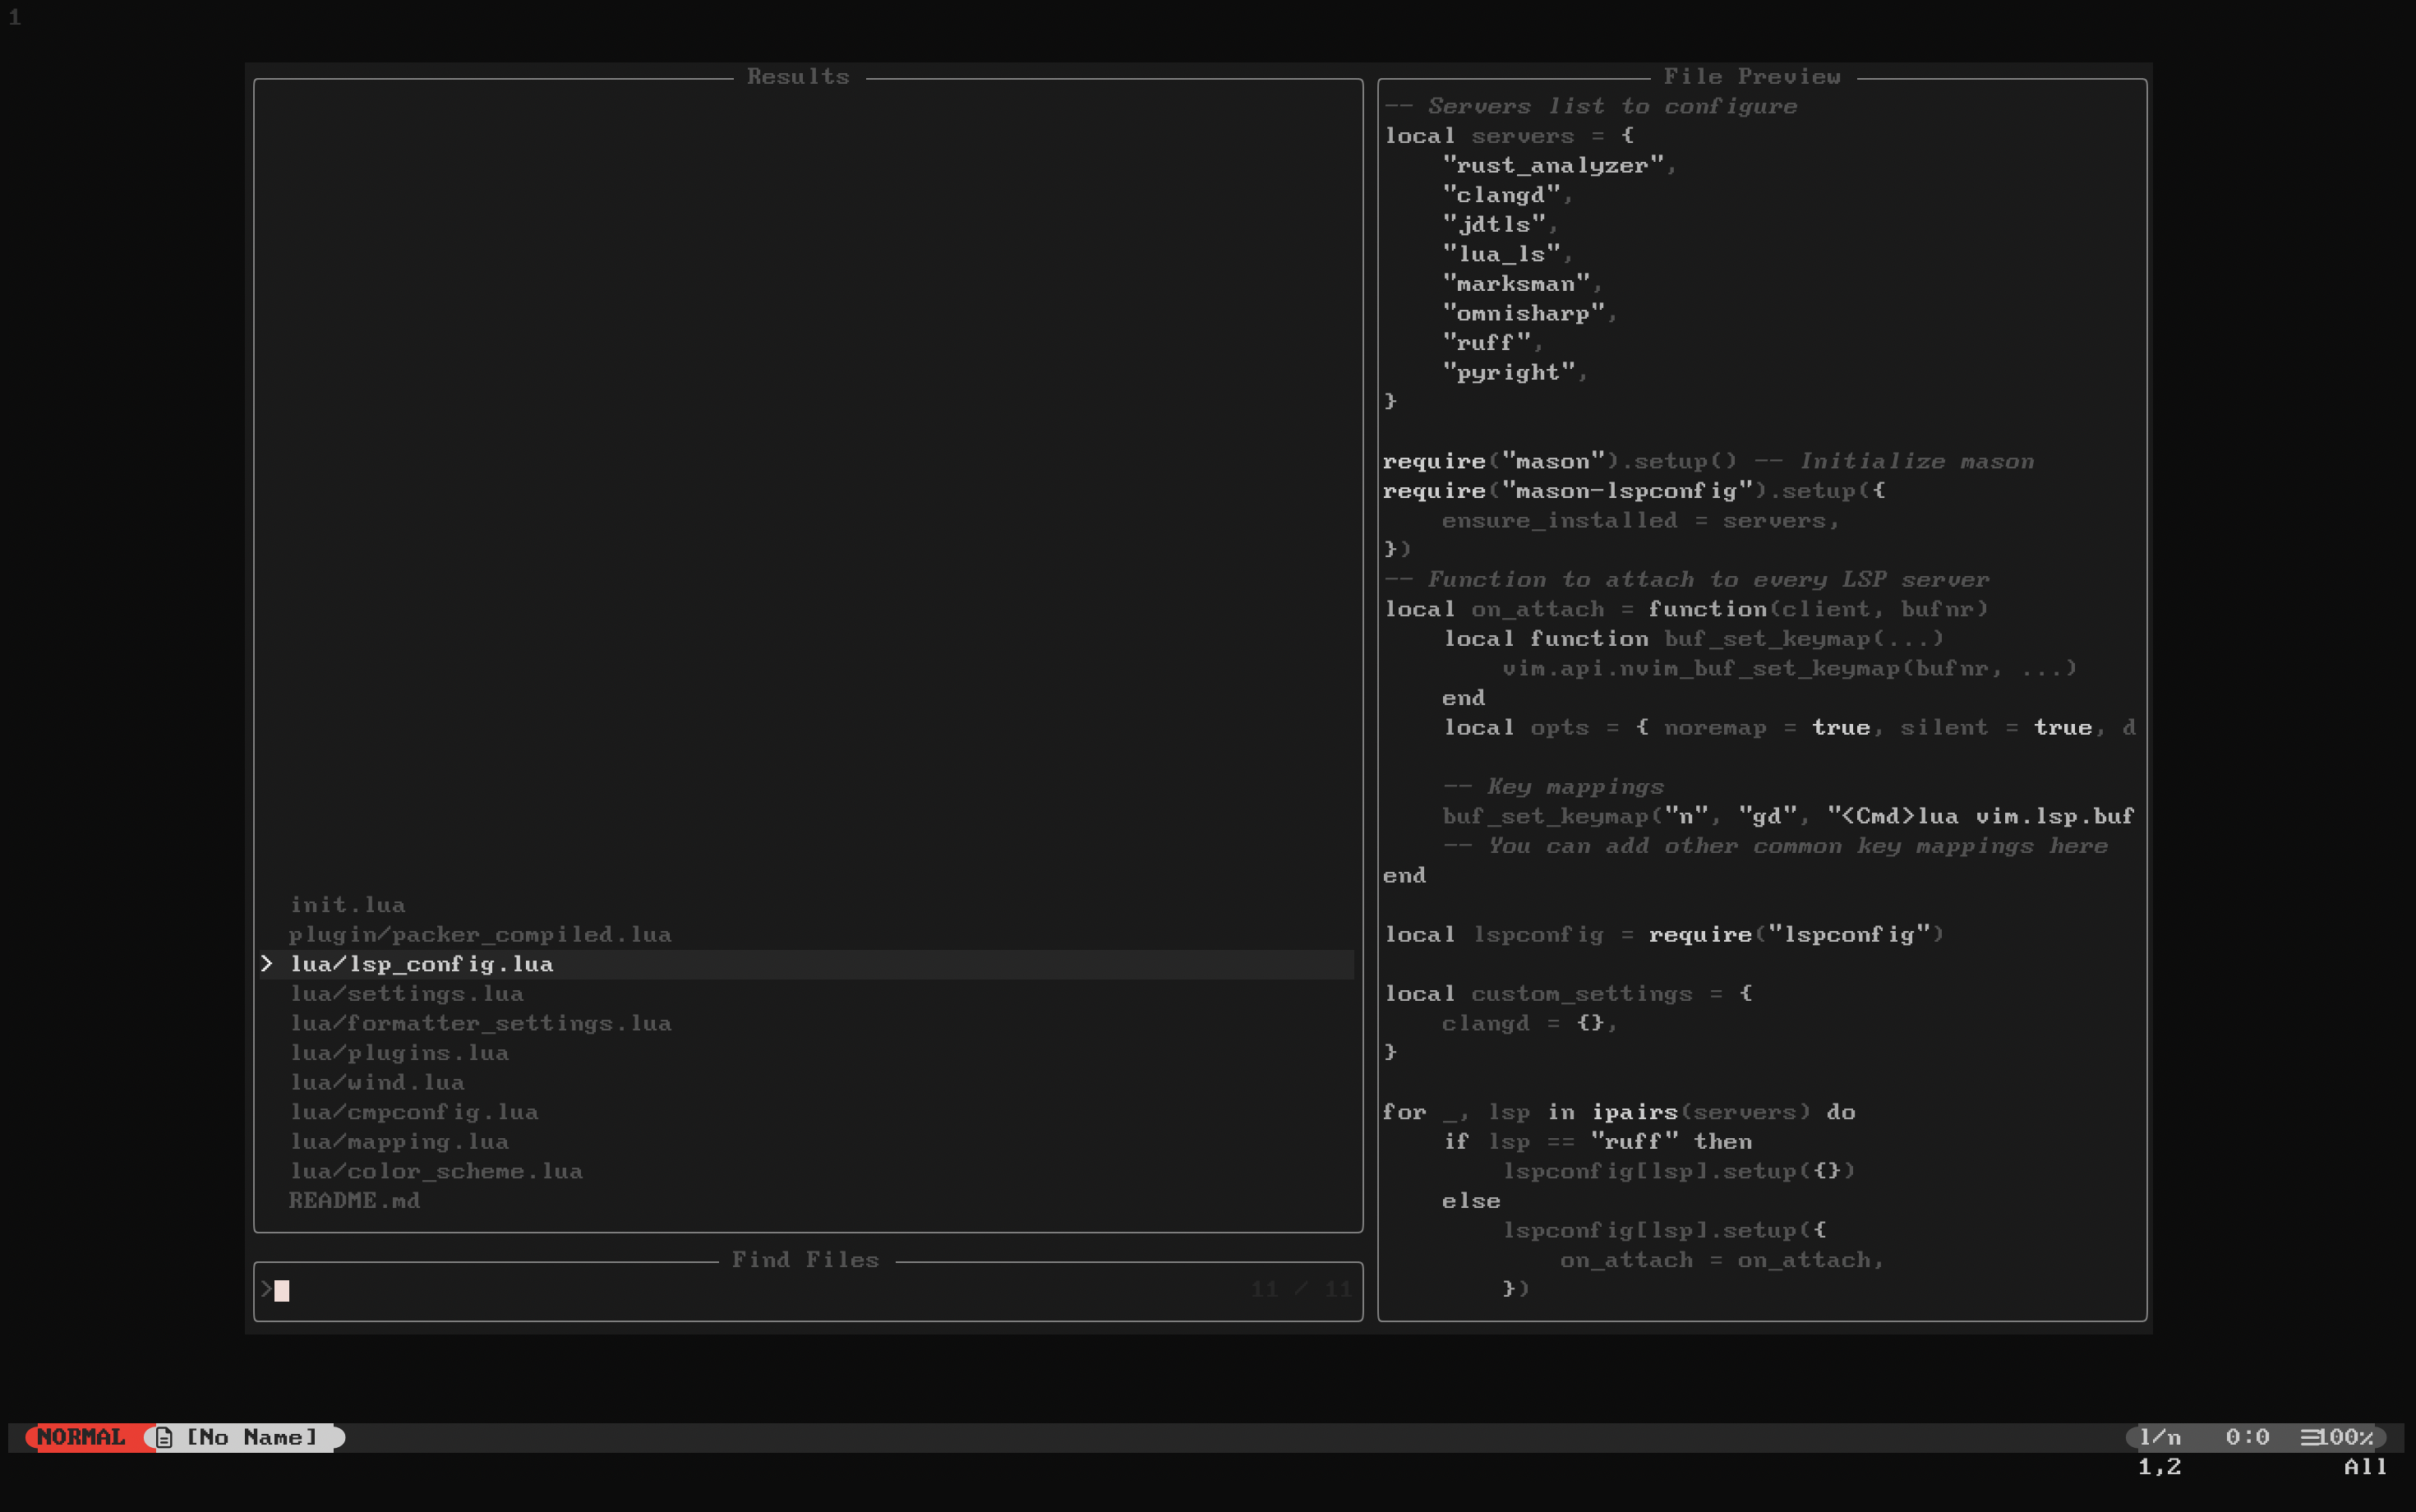 1
Results
init.lua
plugin/packer_compiled.lua
> lua/lsp_config.lua
lua/settings.lua
lua/formatter_settings.lua
lua/plugins.lua
lua/wind.lua
lua/cmpconfig.lua
lua/mapping.lua
lua/color_scheme.lua
README.md
Find Files
> 11 / 11
File Preview
-- Servers list to configure
local servers = {
    "rust_analyzer",
    "clangd",
    "jdtls",
    "lua_ls",
    "marksman",
    "omnisharp",
    "ruff",
    "pyright",
}
require("mason").setup() -- Initialize mason
require("mason-lspconfig").setup({
    ensure_installed = servers,
})
-- Function to attach to every LSP server
local on_attach = function(client, bufnr)
    local function buf_set_keymap(...)
        vim.api.nvim_buf_set_keymap(bufnr, ...)
    end
    local opts = { noremap = true, silent = true, d
    -- Key mappings
    buf_set_keymap("n", "gd", "<Cmd>lua vim.lsp.buf
    -- You can add other common key mappings here
end
local lspconfig = require("lspconfig")
local custom_settings = {
    clangd = {},
}
for _, lsp in ipairs(servers) do
    if lsp == "ruff" then
        lspconfig[lsp].setup({})
    else
        lspconfig[lsp].setup({
            on_attach = on_attach,
        })
NORMAL [No Name] l/n 0:0 100%
1,2 All